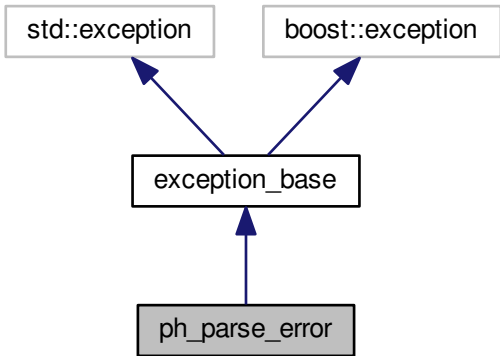 std::exception
boost::exception
exception_base
ph_parse_error